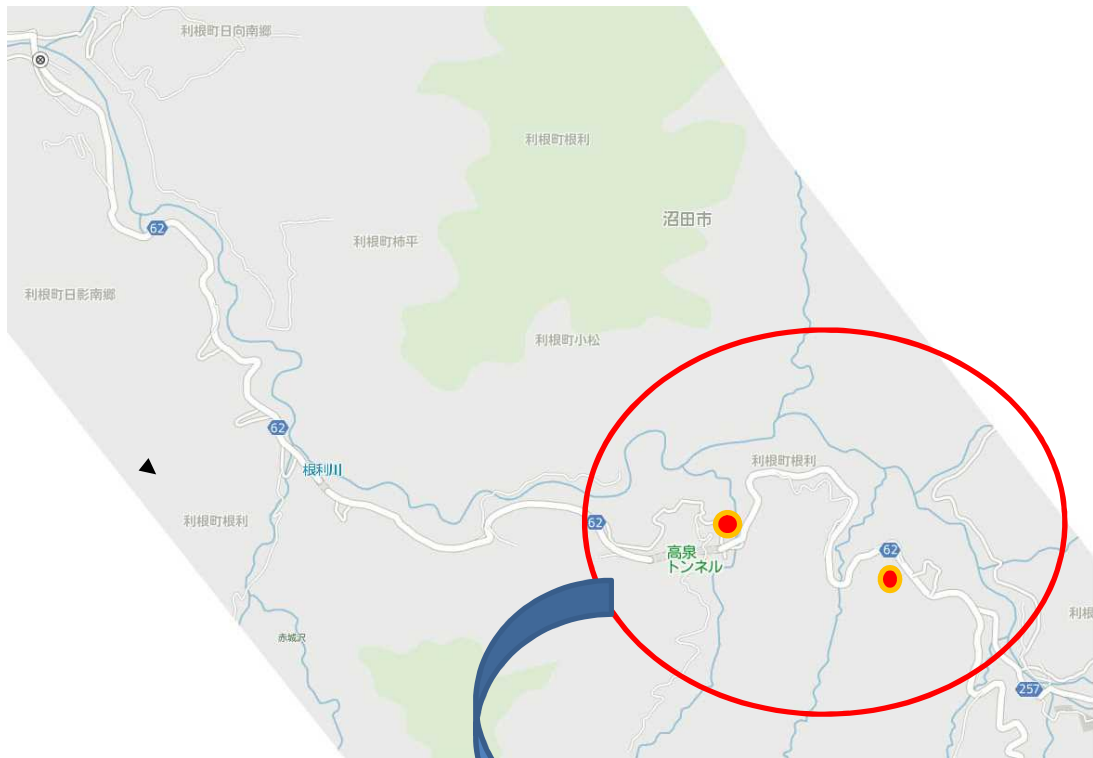 利根町日向南郷
利根町根利
沼田市
62
利根町柿平
利根町日影南郷
利根町小松
62
利根町根利
根利川
利根町根利
62
62
高泉
トンネル
利根
赤城沢
257